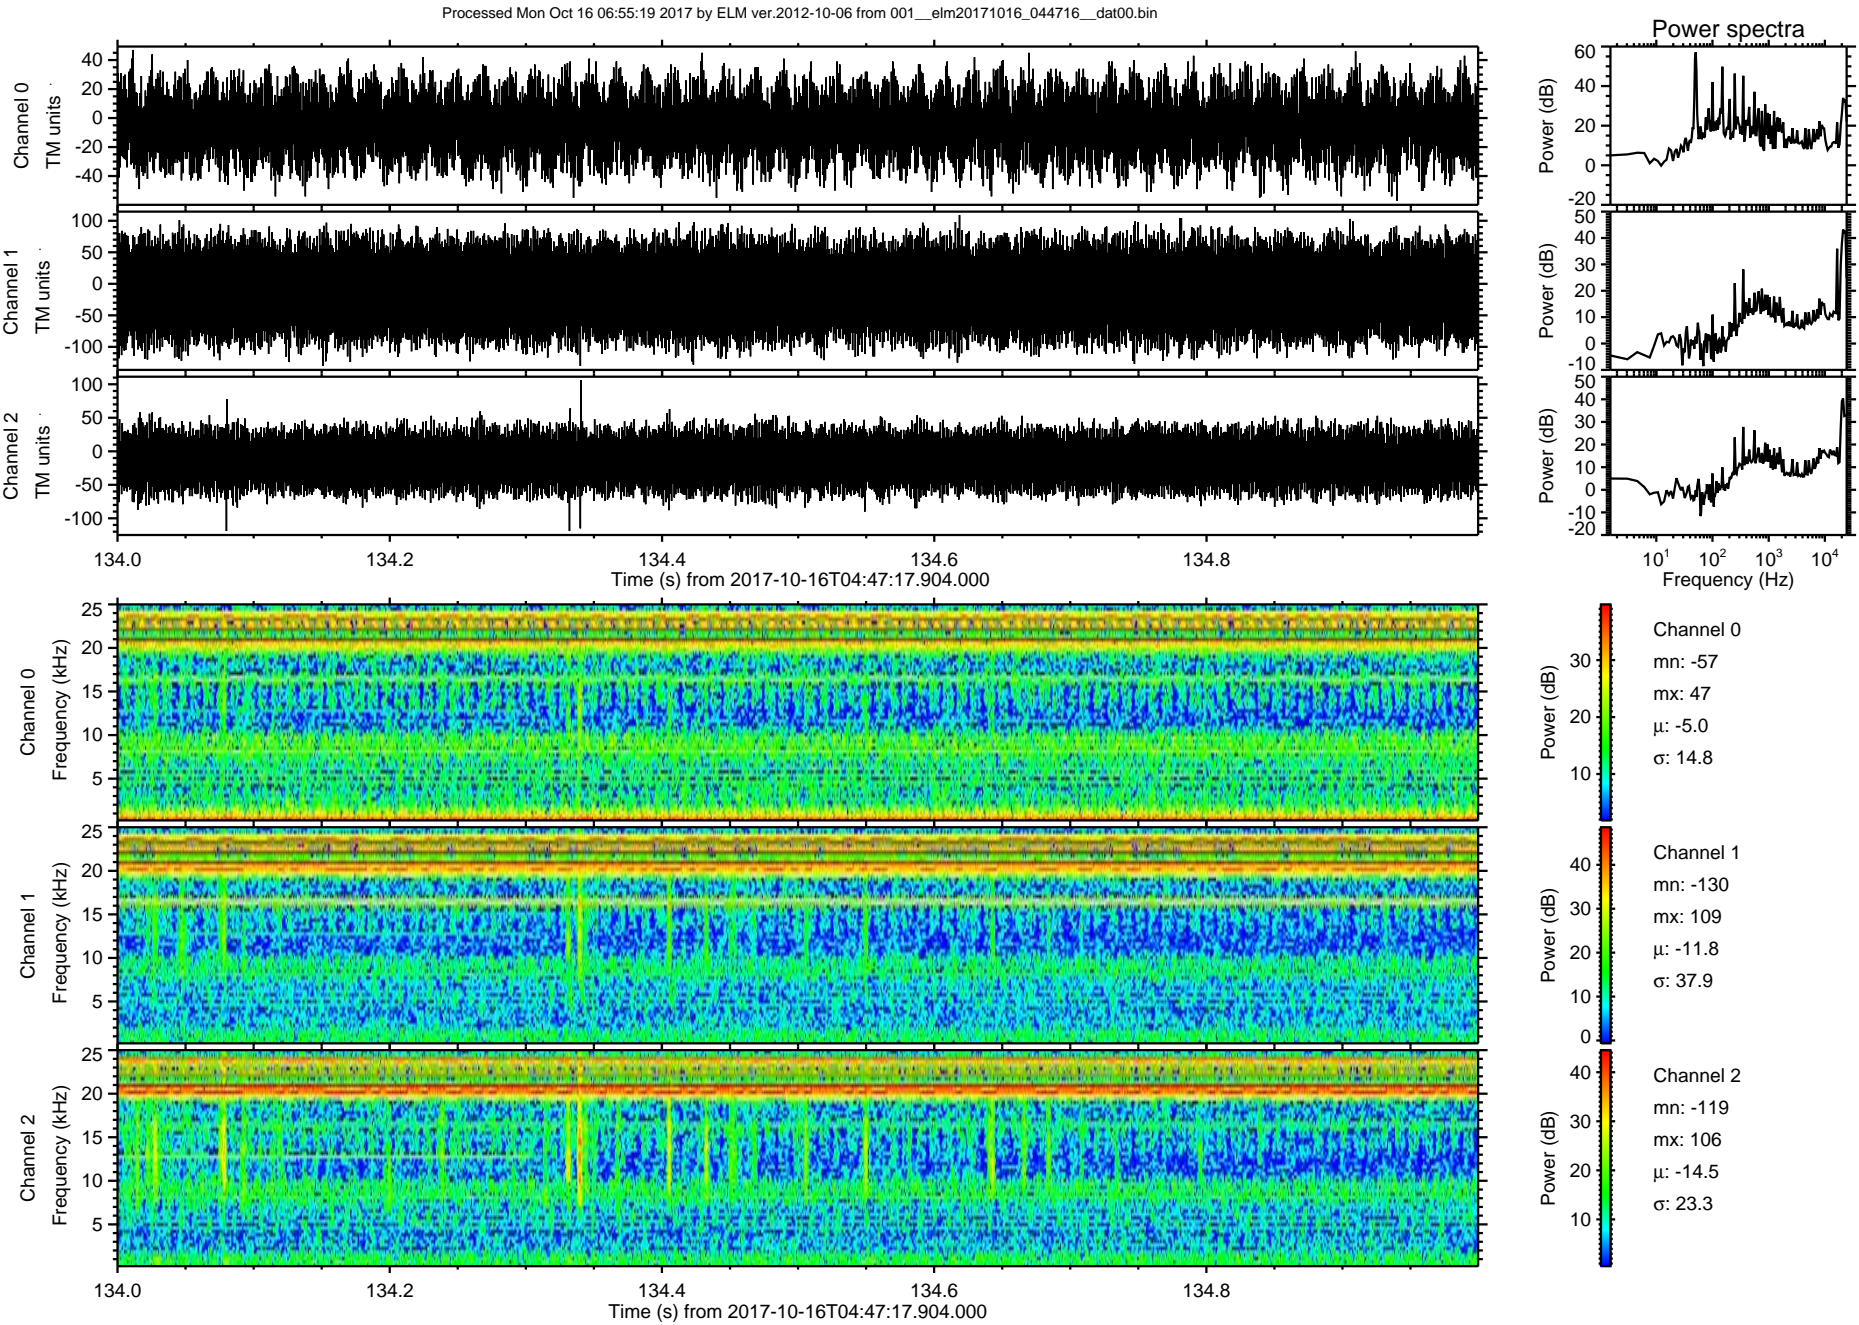 Processed Mon Oct 16 06:55:19 2017 by ELM ver.2012-10-06 from 001__elm20171016_044716__dat00.bin
Power spectra
Channel 0
TM units
40
20
0
-20
-40
Power (dB)
60
40
20
0
-20
Channel 1
TM units
100
50
0
-50
-100
Power (dB)
50
40
30
20
10
0
-10
Channel 2
TM units
100
50
0
-50
-100
Power (dB)
50
40
30
20
10
0
-10
-20
134.0 134.2 134.4 134.6 134.8
Time (s) from 2017-10-16T04:47:17.904.000
10^1 10^2 10^3 10^4
Frequency (Hz)
Channel 0
Frequency (kHz)
25
20
15
10
5
Power (dB)
30
20
10
Channel 0
mn: -57
mx: 47
μ: -5.0
σ: 14.8
Channel 1
Frequency (kHz)
25
20
15
10
5
Power (dB)
40
30
20
10
0
Channel 1
mn: -130
mx: 109
μ: -11.8
σ: 37.9
Channel 2
Frequency (kHz)
25
20
15
10
5
Power (dB)
40
30
20
10
Channel 2
mn: -119
mx: 106
μ: -14.5
σ: 23.3
134.0 134.2 134.4 134.6 134.8
Time (s) from 2017-10-16T04:47:17.904.000